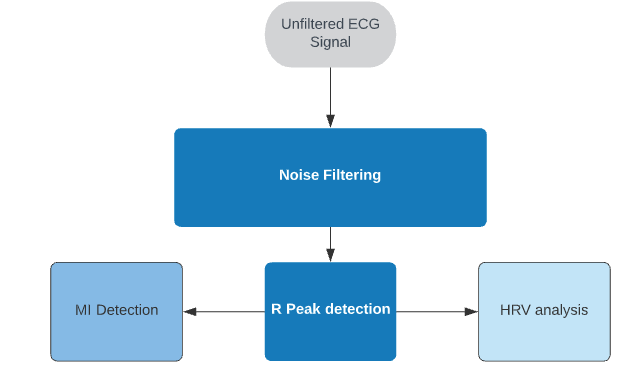 Unfiltered ECG
Signal
Noise Filtering
MI Detection
R Peak detection
HRV analysis